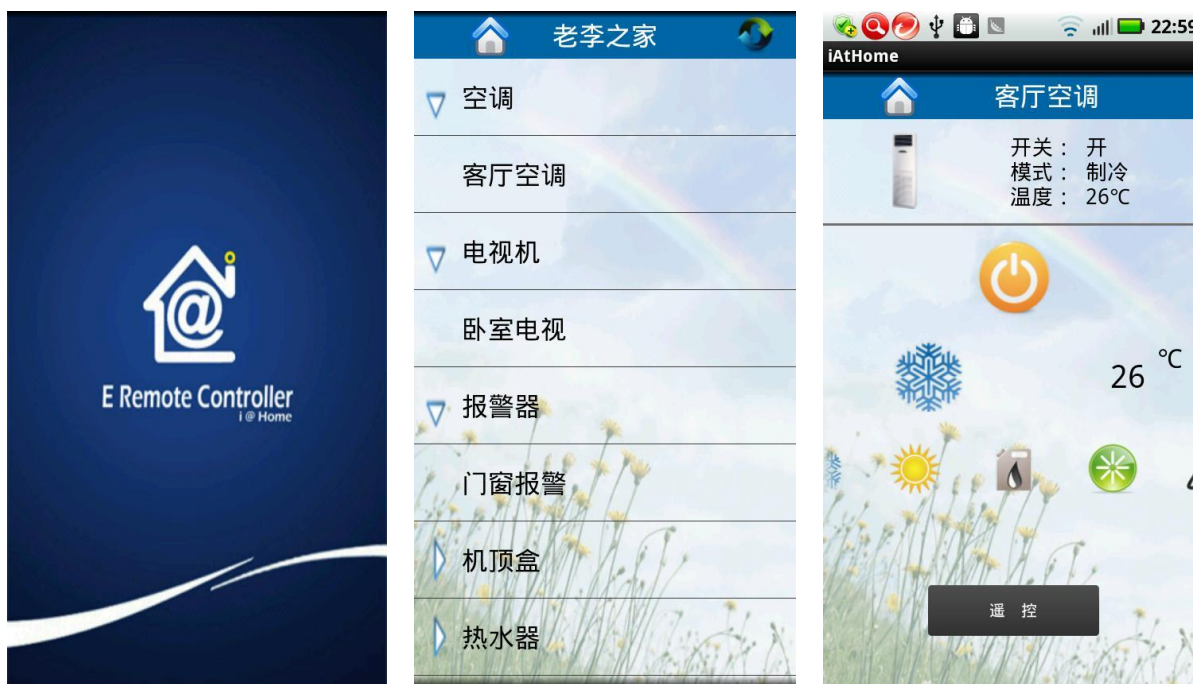 E Remote Controller
i @ Home
老李之家
空调
客厅空调
电视机
卧室电视
报警器
门窗报警
机顶盒
热水器
22:59
iAtHome
客厅空调
开关： 开
模式： 制冷
温度： 26℃
26 ℃
遥 控